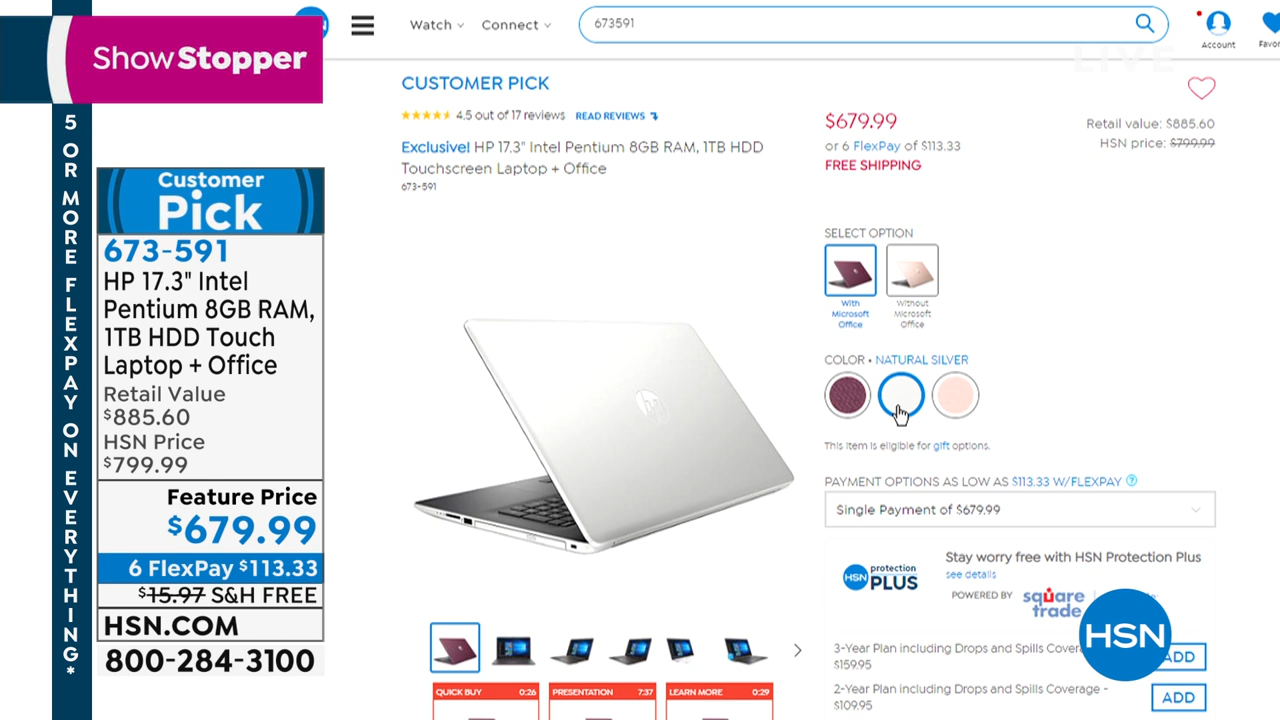 ShowStopper
5 OR MORE FLEXPAY ON EVERYTHING*
Customer
Pick
673-591
HP 17.3" Intel
Pentium 8GB RAM,
1TB HDD Touch
Laptop + Office
Retail Value
$885.60
HSN Price
$799.99
Feature Price
$679.99
6 FlexPay $113.33
$15.97 S&H FREE
HSN.COM
800-284-3100
Watch
Connect
673591
Account
LIVE
CUSTOMER PICK
4.5 out of 17 reviews READ REVIEWS
Exclusive! HP 17.3" Intel Pentium 8GB RAM, 1TB HDD
Touchscreen Laptop + Office
673-591
$679.99
or 6 FlexPay of $113.33
FREE SHIPPING
Retail value: $885.60
HSN price: $799.99
SELECT OPTION
With
Microsoft
Office
Without
Microsoft
Office
COLOR • NATURAL SILVER
This item is eligible for gift options.
PAYMENT OPTIONS AS LOW AS $113.33 W/FLEXPAY ?
Single Payment of $679.99
HSN protection
PLUS
Stay worry free with HSN Protection Plus
see details
POWERED BY square
trade
3-Year Plan including Drops and Spills
$159.95
ADD
2-Year Plan including Drops and Spills Coverage -
$109.95
ADD
HSN
hp
QUICK BUY 0:26
PRESENTATION 7:37
LEARN MORE 0:29